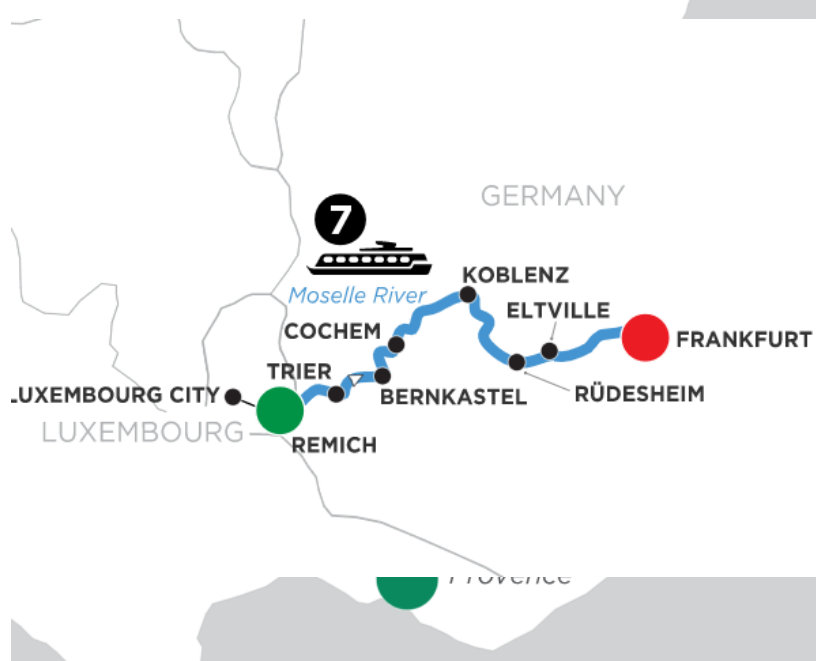 GERMANY
7
Moselle River
KOBLENZ
ELTVILLE
COCHEM
FRANKFURT
TRIER
BERNKASTEL
RÜDESHEIM
LUXEMBOURG CITY
LUXEMBOURG
REMICH
Provence